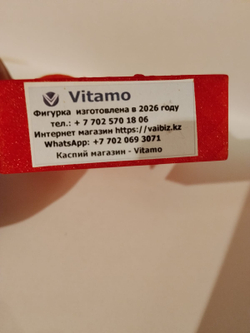 Vitamo
Фигурка изготовлена в 2026 году
тел.: + 7 702 570 18 06
Интернет магазин https://vaibiz.kz
WhatsApp: +7 702 069 3071
Каспий магазин - Vitamo